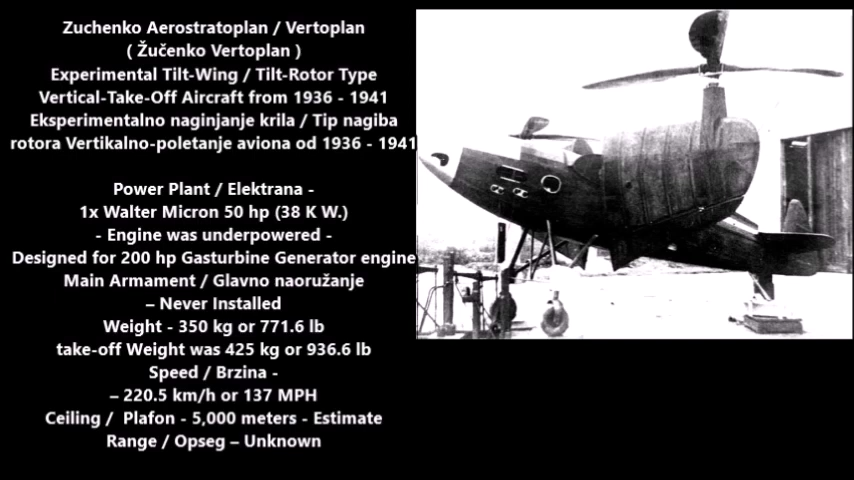 Zuchenko Aerostratoplan / Vertoplan
( Žučenko Vertoplan )
Experimental Tilt-Wing / Tilt-Rotor Type
Vertical-Take-Off Aircraft from 1936 - 1941
Eksperimentalno naginjanje krila / Tip nagiba
rotora Vertikalno-poletanje aviona od 1936 - 1941
Power Plant / Elektrana -
1x Walter Micron 50 hp (38 K W.)
- Engine was underpowered -
Designed for 200 hp Gasturbine Generator engine
Main Armament / Glavno naoružanje
– Never Installed
Weight - 350 kg or 771.6 lb
take-off Weight was 425 kg or 936.6 lb
Speed / Brzina -
– 220.5 km/h or 137 MPH
Ceiling /  Plafon - 5,000 meters - Estimate
Range / Opseg – Unknown